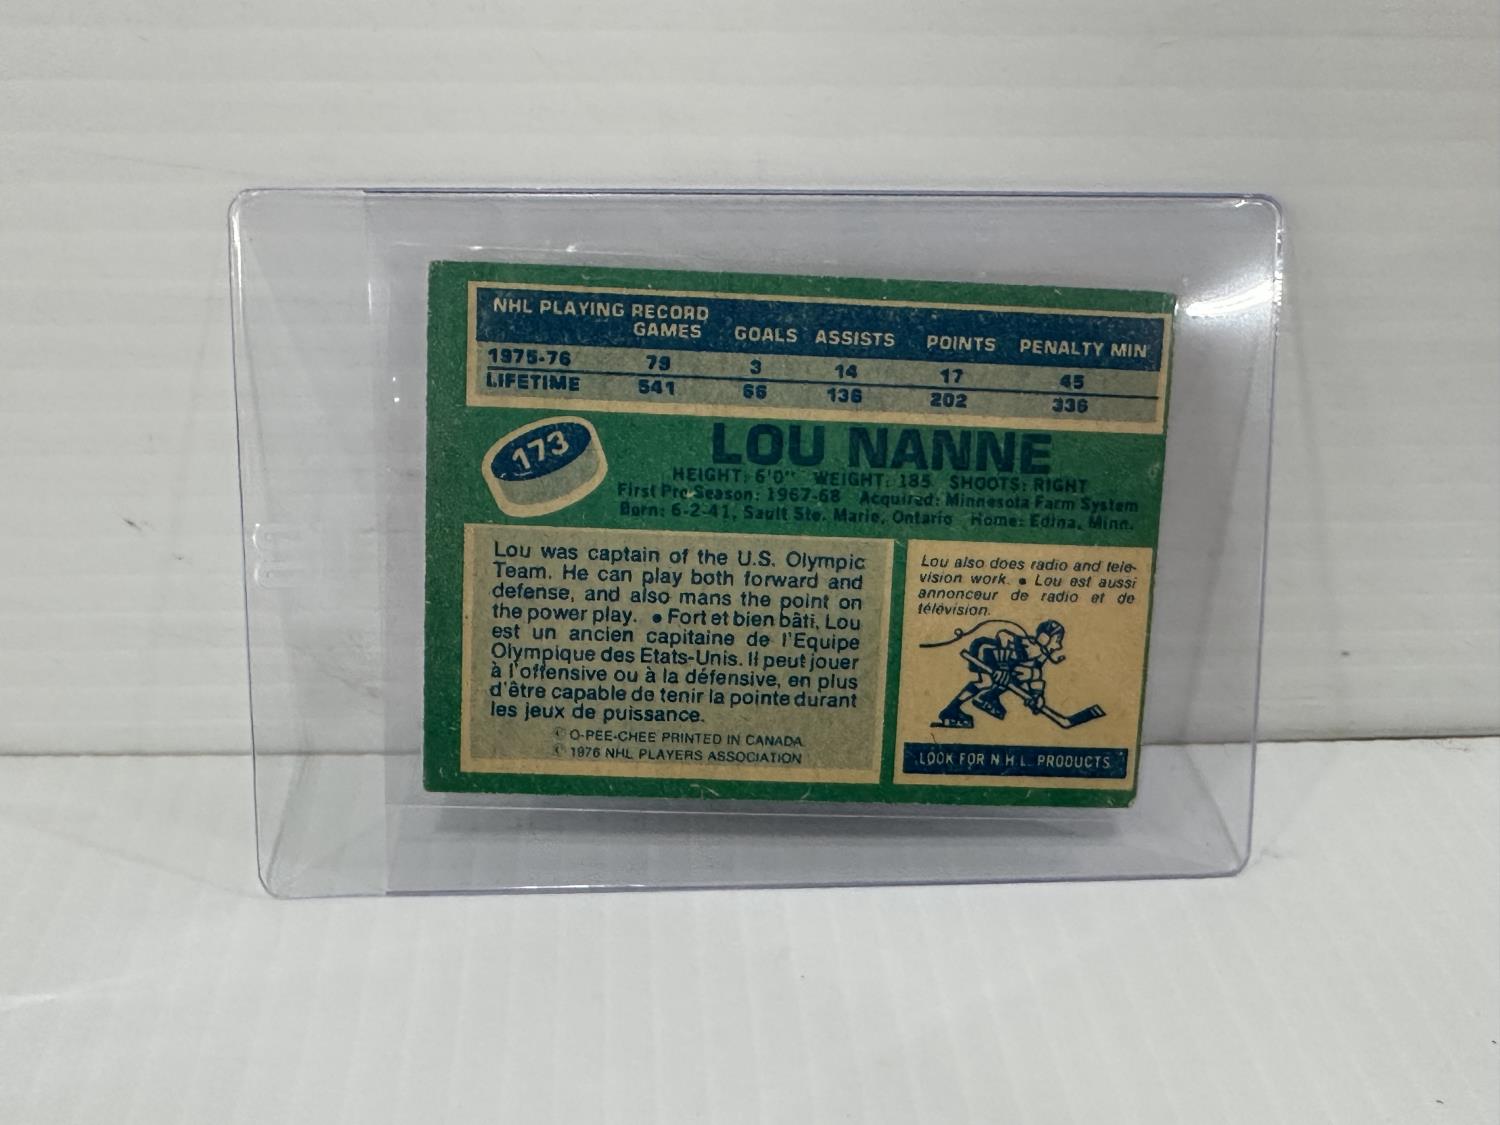 NHL PLAYING RECORD
GAMES GOALS ASSISTS POINTS PENALTY MIN
1975-76 79 3 14 17 45
LIFETIME 541 66 136 202 336
173
LOU NANNE
HEIGHT: 6'0" WEIGHT: 185 SHOOTS: RIGHT
First Pro Season: 1967-68 Acquired: Minnesota Farm System
Born: 6-2-41, Sault Ste. Marie, Ontario Home: Edina, Minn.
Lou was captain of the U.S. Olympic
Team. He can play both forward and
defense, and also mans the point on
the power play. ● Fort et bien bâti, Lou
est un ancien capitaine de l'Equipe
Olympique des Etats-Unis. Il peut jouer
à l'offensive ou à la défensive, en plus
d'être capable de tenir la pointe durant
les jeux de puissance.
© O-PEE-CHEE PRINTED IN CANADA
© 1976 NHL PLAYERS ASSOCIATION
Lou also does radio and tele-
vision work. ● Lou est aussi
annonceur de radio et de
télévision.
LOOK FOR N.H.L. PRODUCTS